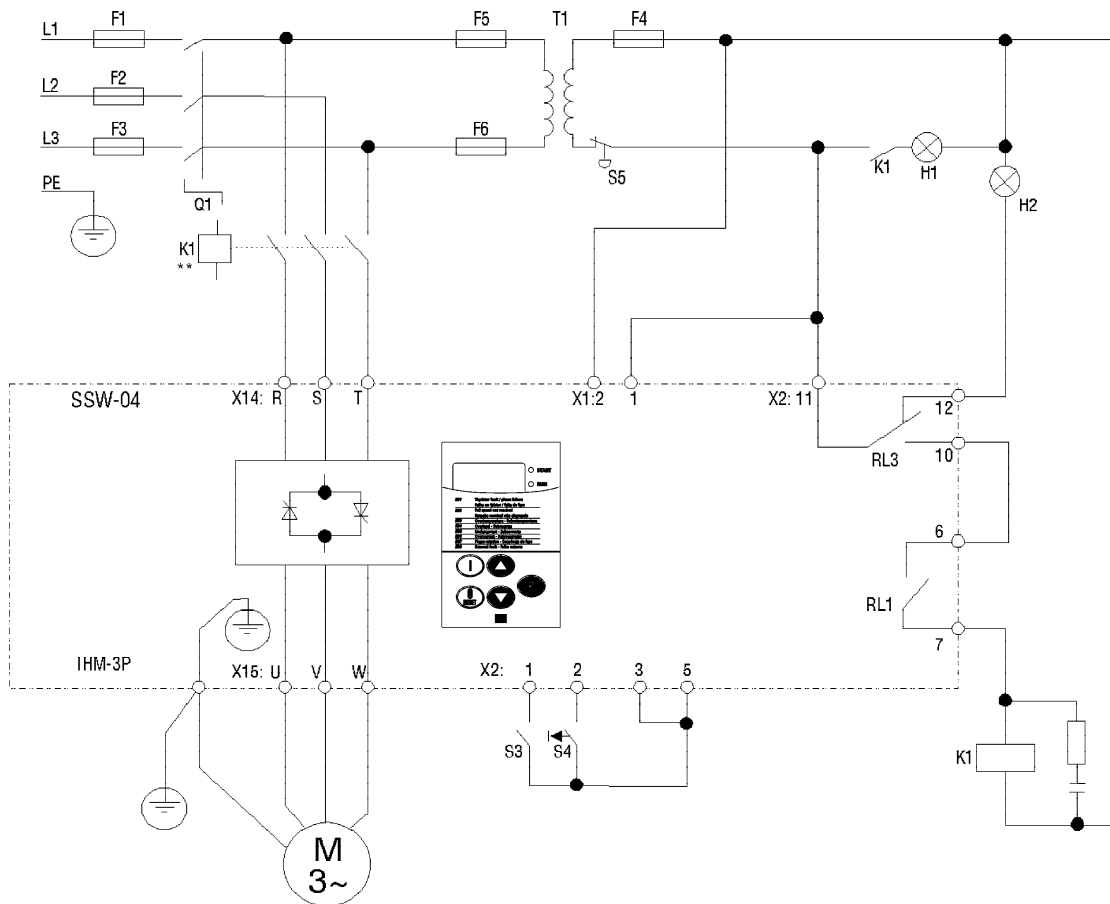 L1
F1
F5
T1
F4
L2
F2
L3
F3
F6
S5
K1
H1
H2
PE
Q1
K1
**
SSW-04
X14: R
S
T
X1:2
1
X2: 11
12
RL3
10
START
RUN
6
RL1
7
IHM-3P
X15: U
V
W
X2:
1
2
3
5
S3
S4
K1
M
3~